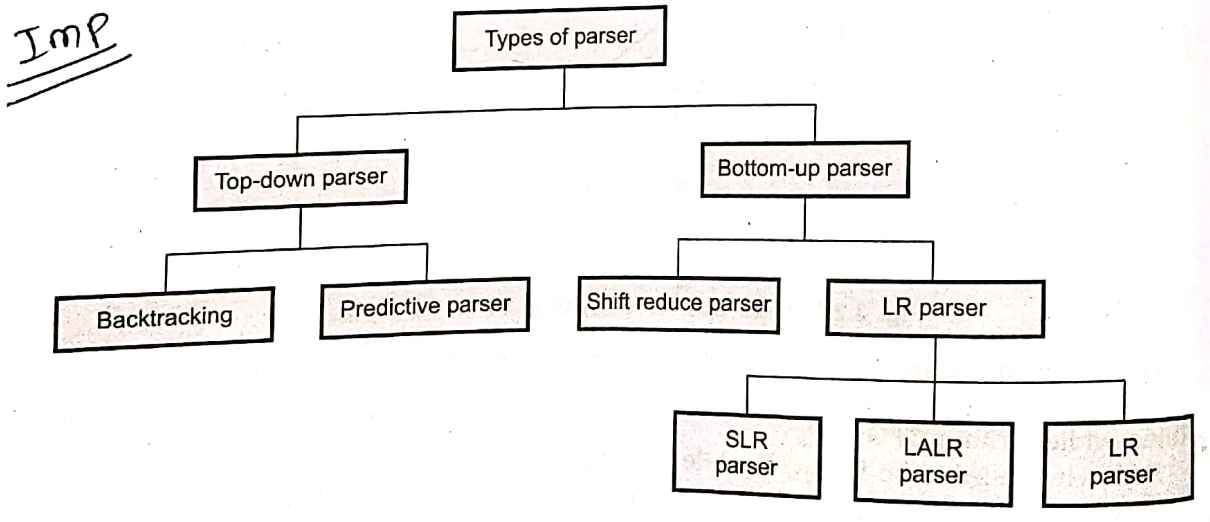 Imp
Types of parser
Top-down parser
Bottom-up parser
Backtracking
Predictive parser
Shift reduce parser
LR parser
SLR
parser
LALR
parser
LR
parser